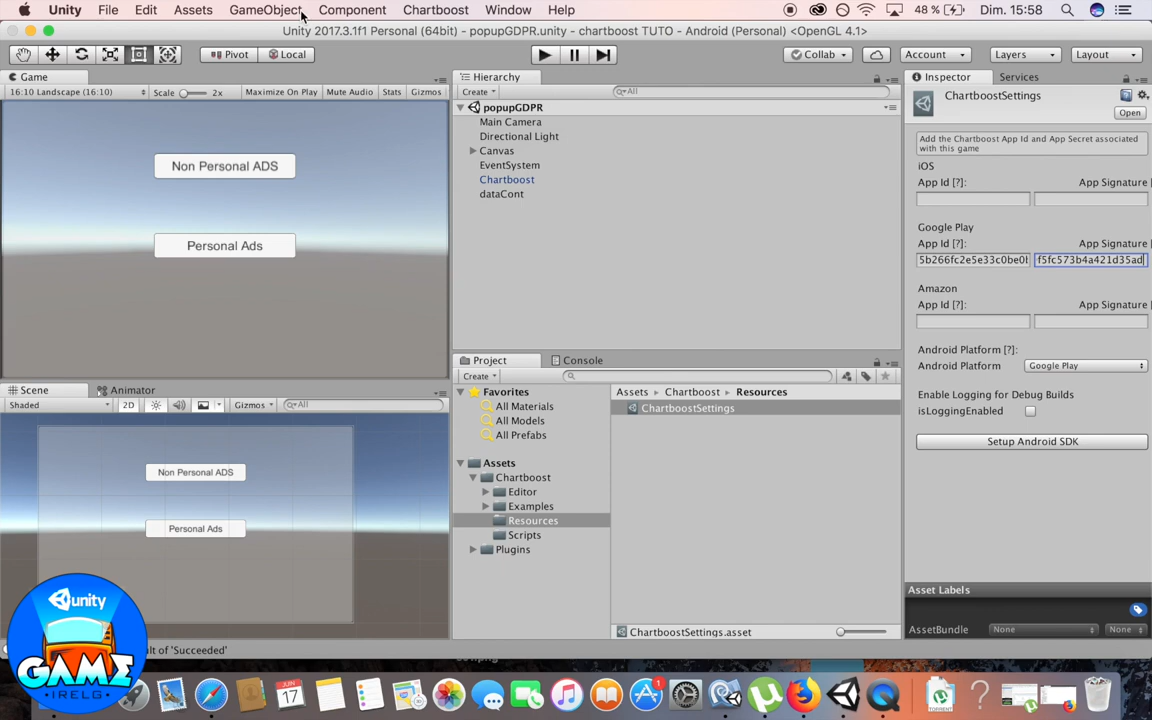 Unity File Edit Assets GameObject Component Chartboost Window Help 48 % Dim. 15:58
Unity 2017.3.1f1 Personal (64bit) - popupGDPR.unity - chartboost TUTO - Android (Personal) <OpenGL 4.1>
Pivot Local Collab Account Layers Layout
Game
16:10 Landscape (16:10) Scale 2x Maximize On Play Mute Audio Stats Gizmos
Non Personal ADS
Personal Ads
Scene Animator
Shaded 2D Gizmos All
Non Personal ADS
Personal Ads
Hierarchy
Create All
popupGDPR
Main Camera
Directional Light
Canvas
EventSystem
Chartboost
dataCont
Project Console
Create
Favorites
All Materials
All Models
All Prefabs
Assets
Chartboost
Editor
Examples
Resources
Scripts
Plugins
Assets Chartboost Resources
ChartboostSettings
ChartboostSettings.asset
Inspector Services
ChartboostSettings
Open
Add the Chartboost App Id and App Secret associated
with this game
iOS
App Id [?]: App Signature [
Google Play
App Id [?]: App Signature [
5b266fc2e5e33c0be0 f5fc573b4a421d35ad
Amazon
App Id [?]: App Signature [
Android Platform [?]:
Android Platform Google Play
Enable Logging for Debug Builds
isLoggingEnabled
Setup Android SDK
Asset Labels
AssetBundle None None
ult of 'Succeeded'
unity
GAME
IRELG
JUN
17